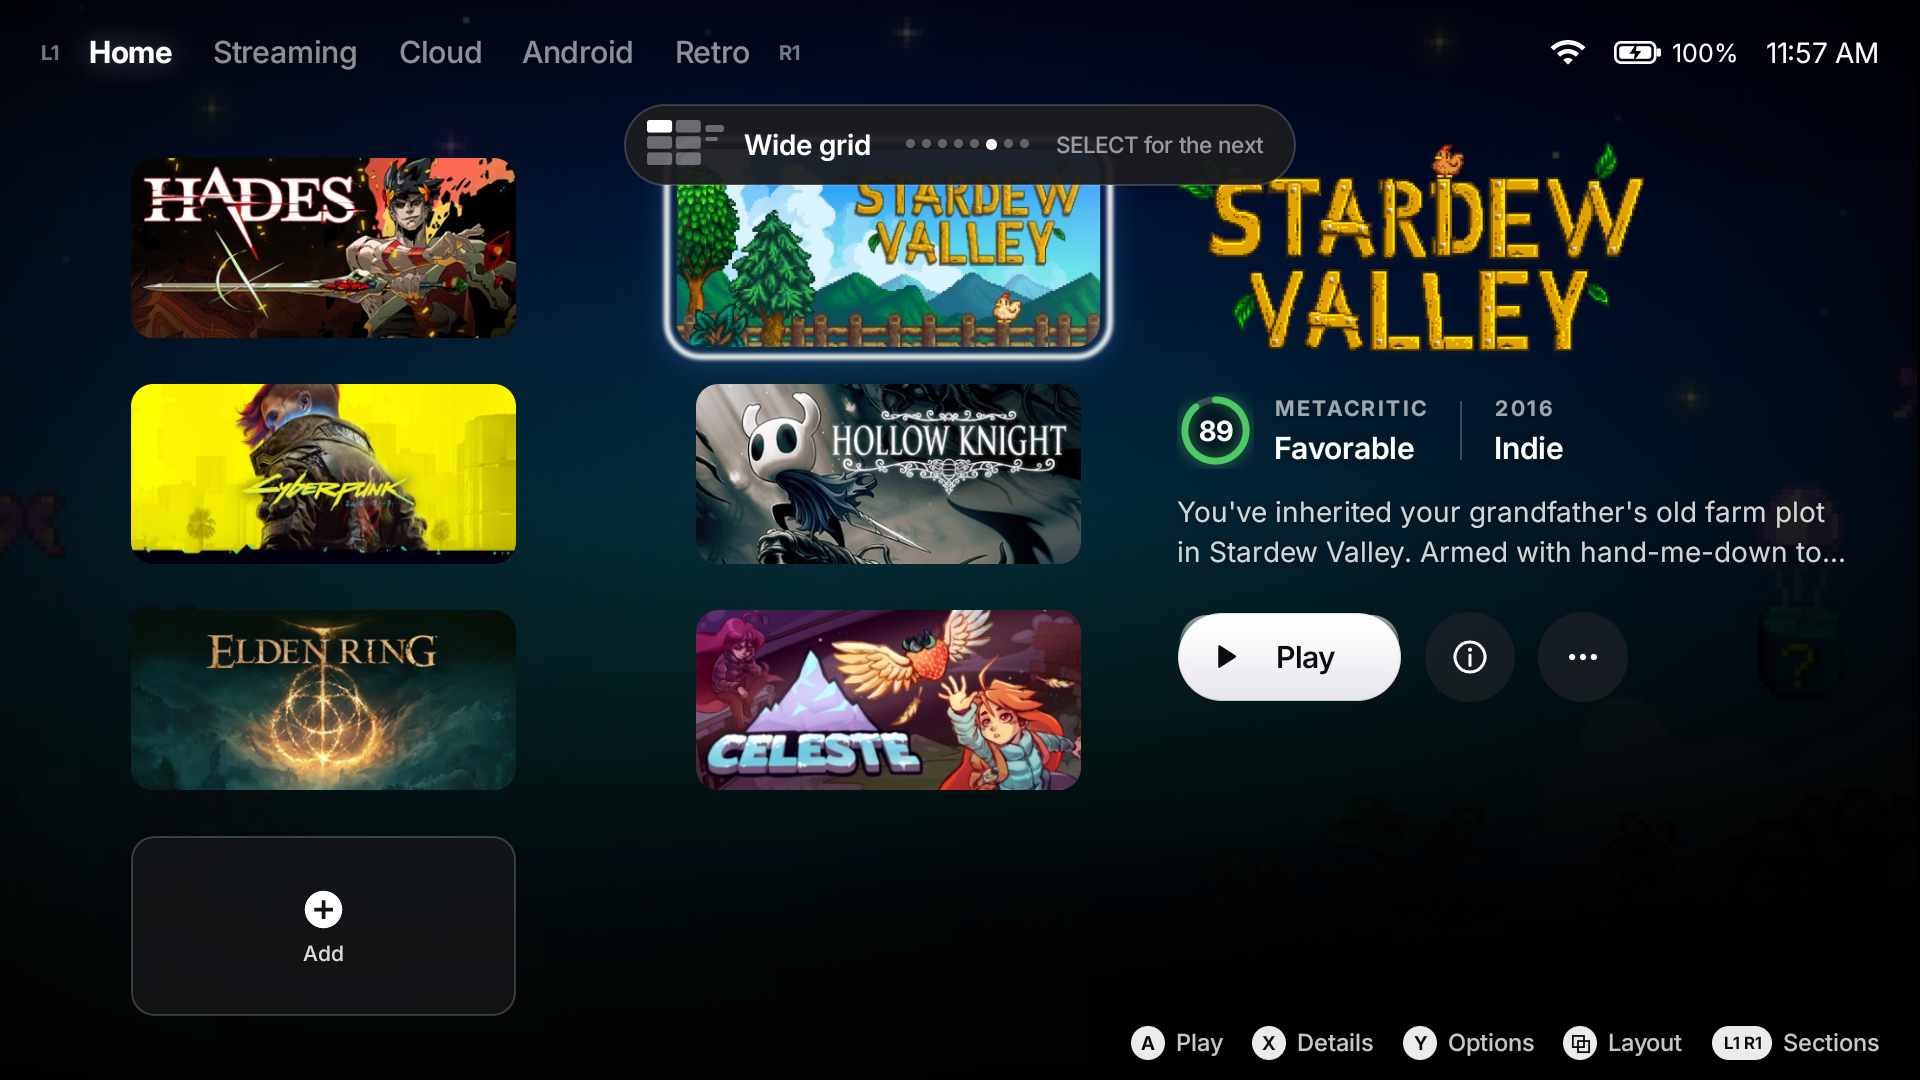 L1 Home Streaming Cloud Android Retro R1
100% 11:57 AM
Wide grid SELECT for the next
HADES
STARDEW
VALLEY
STARDEW
VALLEY
CYBERPUNK
HOLLOW KNIGHT
89 METACRITIC 2016
Favorable Indie
You've inherited your grandfather's old farm plot
in Stardew Valley. Armed with hand-me-down to...
ELDEN RING
CELESTE
Play
Add
A Play X Details Y Options Layout L1 R1 Sections